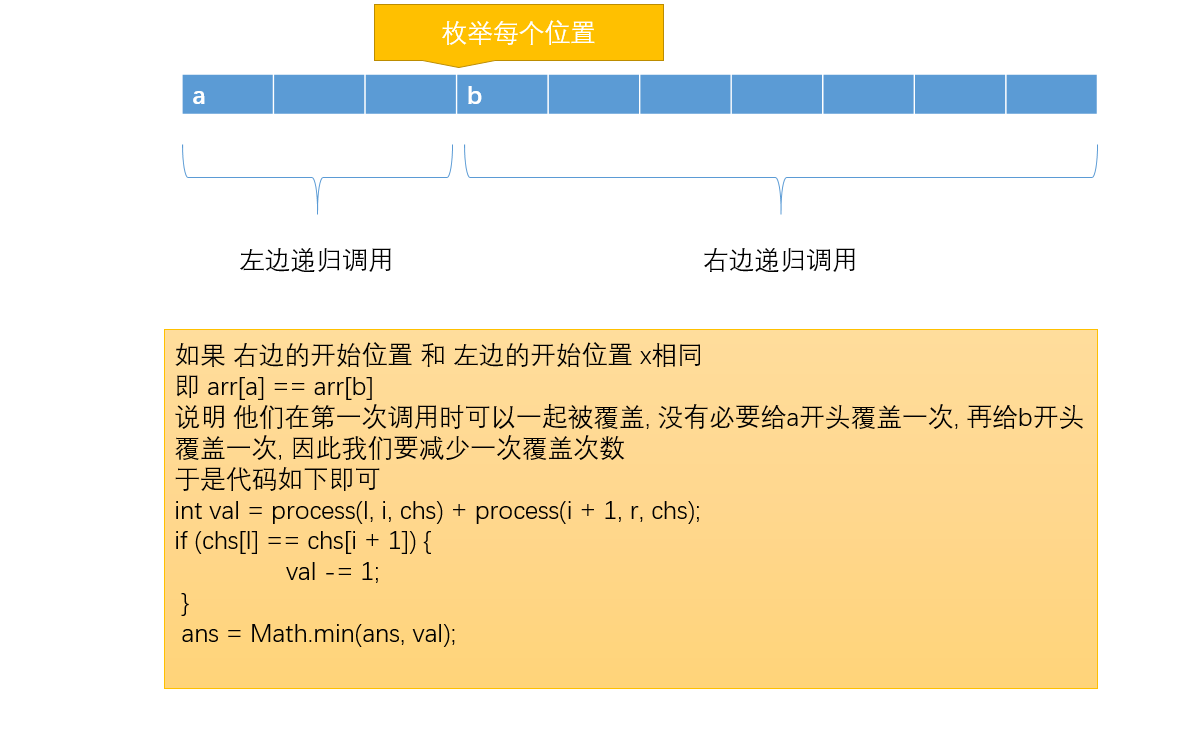 枚举每个位置
a b
左边递归调用 右边递归调用
如果 右边的开始位置 和 左边的开始位置 x相同
即 arr[a] == arr[b]
说明 他们在第一次调用时可以一起被覆盖, 没有必要给a开头覆盖一次, 再给b开头
覆盖一次, 因此我们要减少一次覆盖次数
于是代码如下即可
int val = process(l, i, chs) + process(i + 1, r, chs);
if (chs[l] == chs[i + 1]) {
val -= 1;
}
ans = Math.min(ans, val);